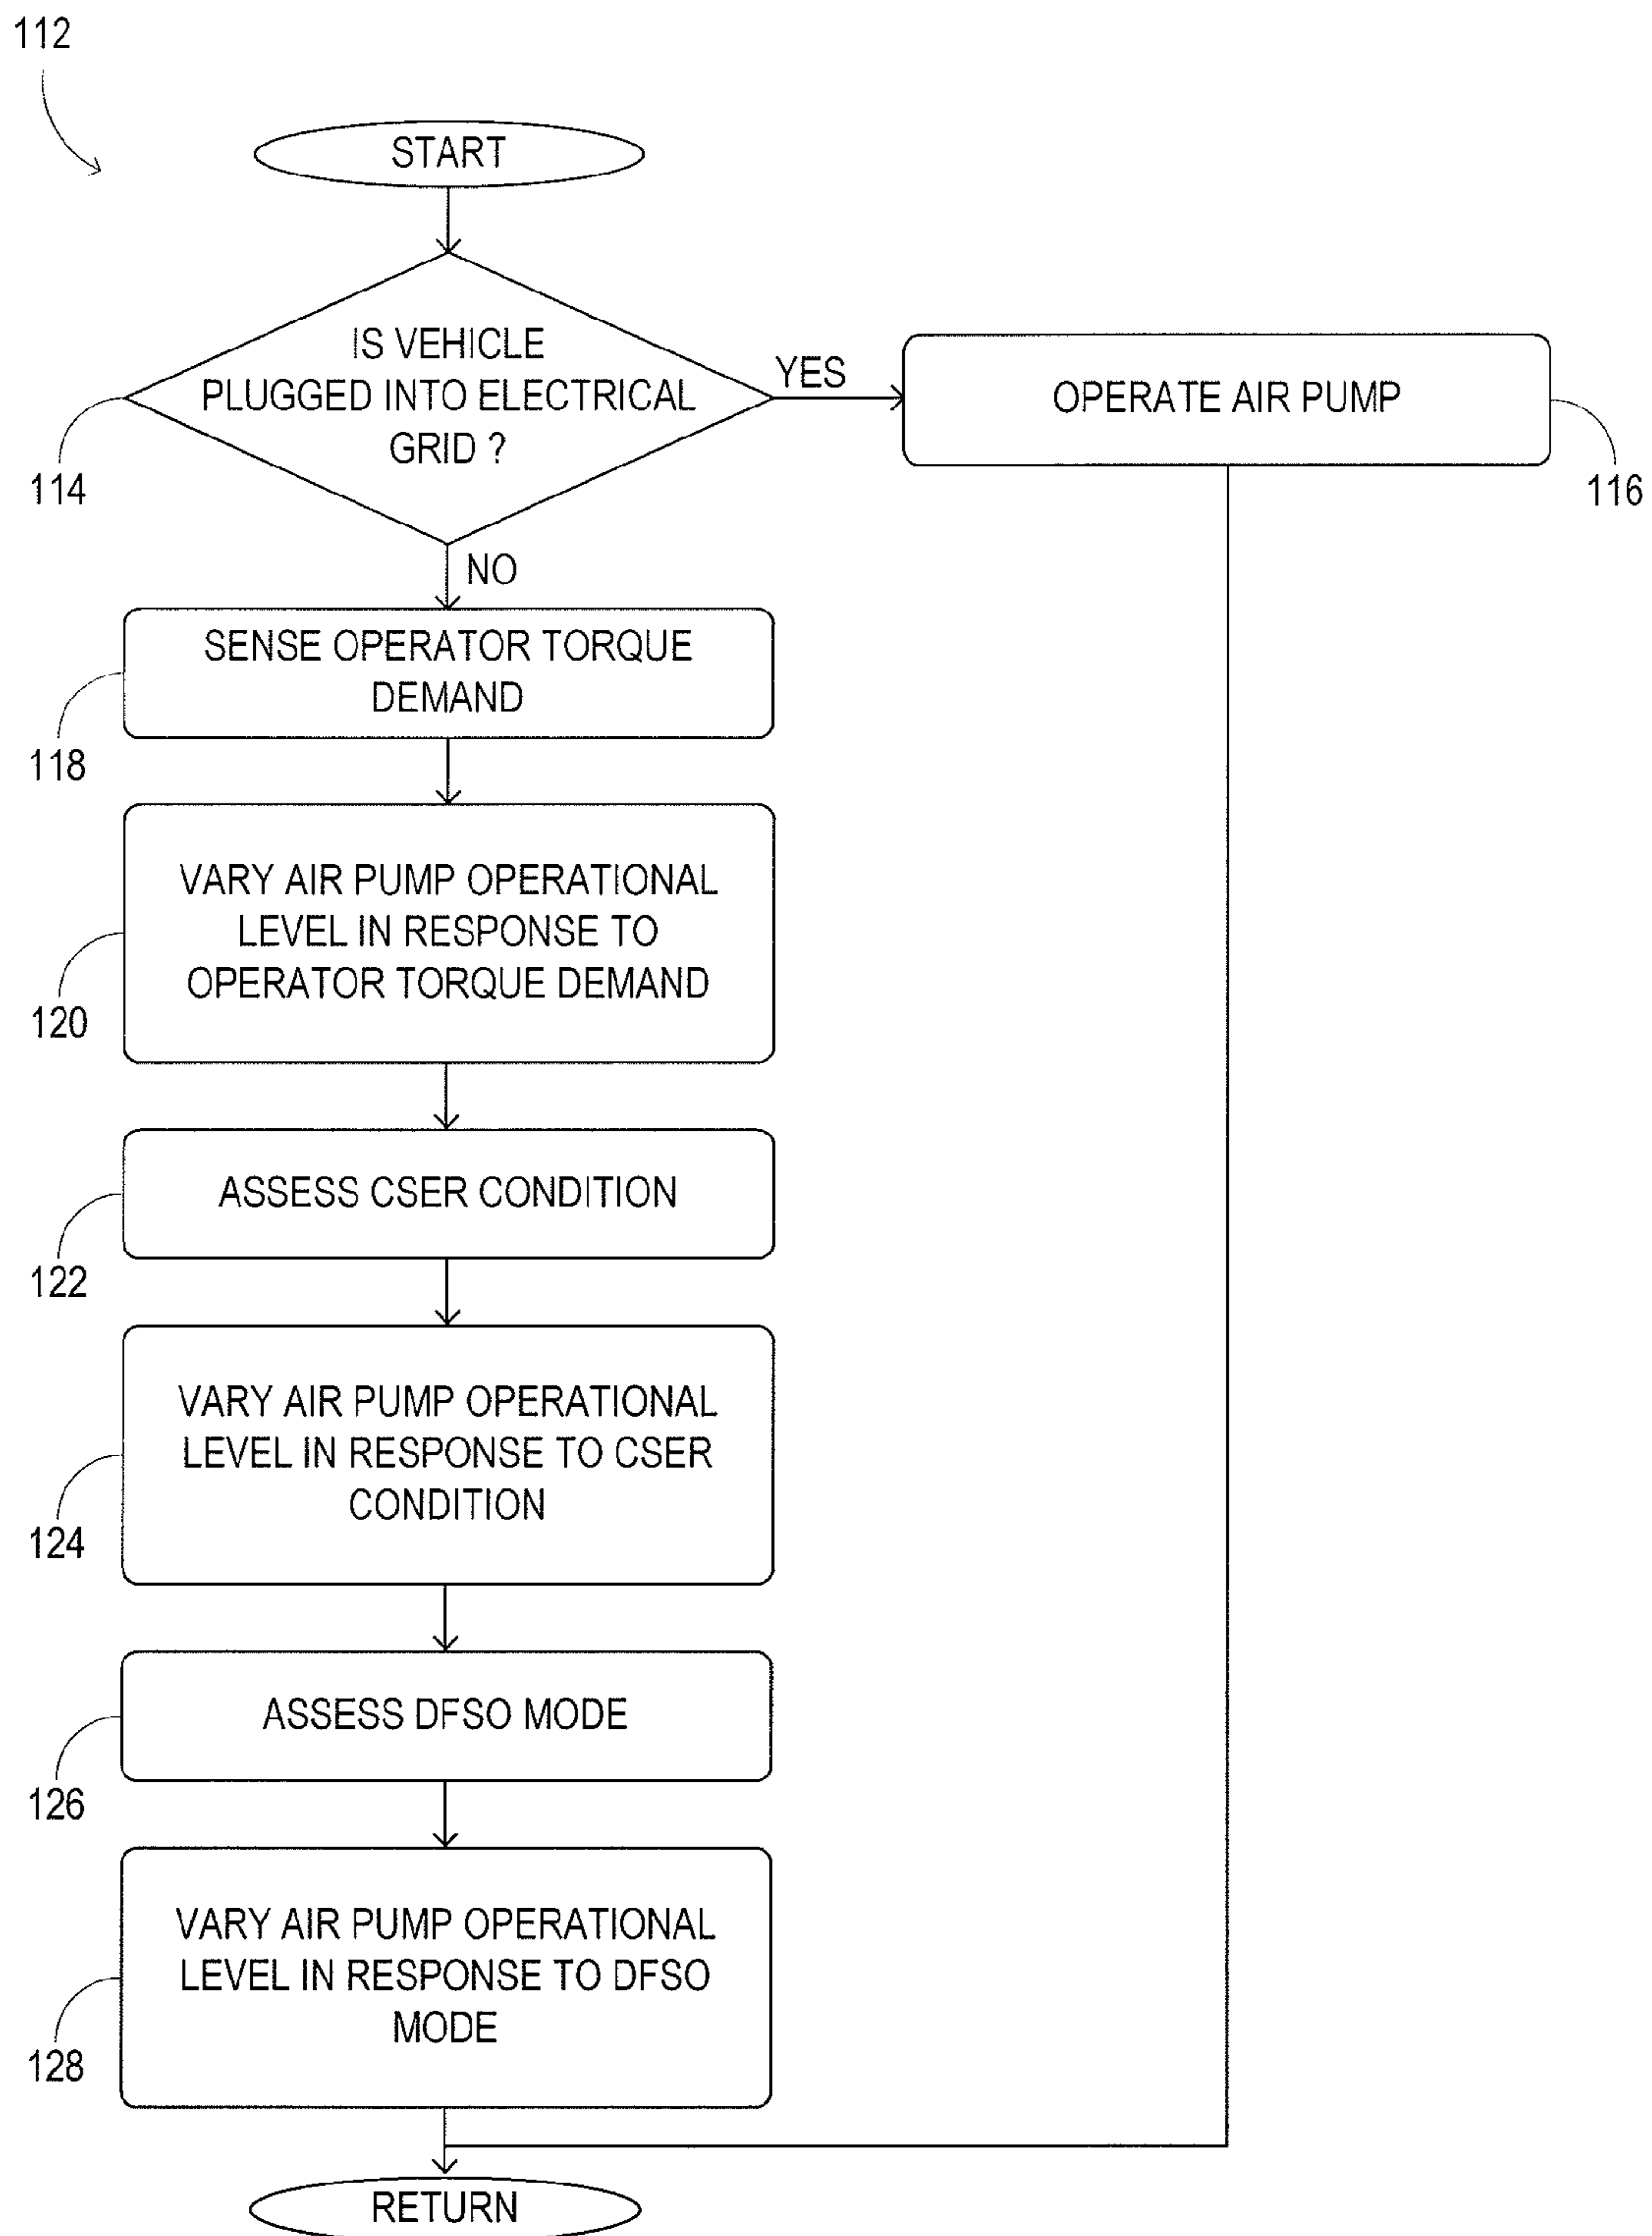 112
START
IS VEHICLE
PLUGGED INTO ELECTRICAL
GRID ?
YES
OPERATE AIR PUMP
114
116
NO
SENSE OPERATOR TORQUE
DEMAND
118
VARY AIR PUMP OPERATIONAL
LEVEL IN RESPONSE TO
OPERATOR TORQUE DEMAND
120
ASSESS CSER CONDITION
122
VARY AIR PUMP OPERATIONAL
LEVEL IN RESPONSE TO CSER
CONDITION
124
ASSESS DFSO MODE
126
VARY AIR PUMP OPERATIONAL
LEVEL IN RESPONSE TO DFSO
MODE
128
RETURN